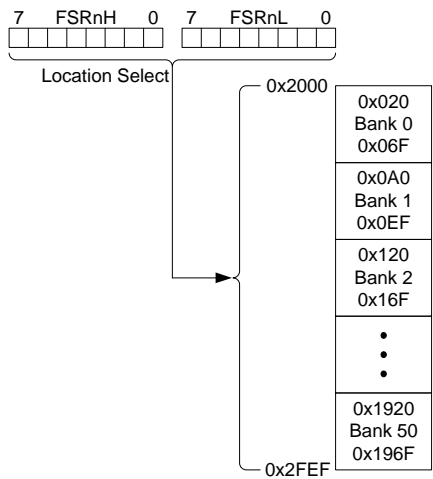 7 FSRnH 0 7 FSRnL 0
Location Select
0x2000
0x020
Bank 0
0x06F
0x0A0
Bank 1
0x0EF
0x120
Bank 2
0x16F
0x1920
Bank 50
0x196F
0x2FEF